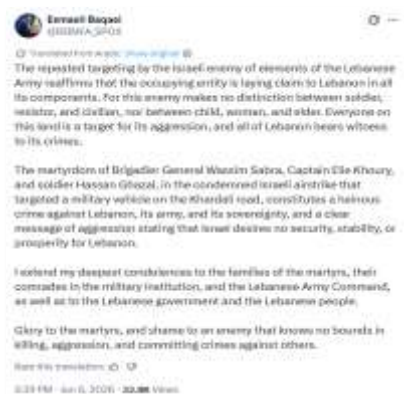 Esmaeil Baqaei
Translated from Arabic Show original
The repeated targeting by the Israeli enemy of elements of the Lebanese
Army reaffirms that the occupying entity is laying claim to Lebanon in all
its components. For this enemy makes no distinction between soldier,
resistor, and civilian, nor between child, woman, and elder. Everyone on
this land is a target for its aggression, and all of Lebanon bears witness
to its crimes.
The martyrdom of Brigadier General Wassim Sabra, Captain Elie Khoury,
and soldier Hassan Ghazal, in the condemned Israeli airstrike that
targeted a military vehicle on the Khardali road, constitutes a heinous
crime against Lebanon, its army, and its sovereignty, and a clear
message of aggression stating that Israel desires no security, stability, or
prosperity for Lebanon.
I extend my deepest condolences to the families of the martyrs, their
comrades in the military institution, and the Lebanese Army Command,
as well as to the Lebanese government and the Lebanese people.
Glory to the martyrs, and shame to an enemy that knows no bounds in
killing, aggression, and committing crimes against others.
Rate this translation
PM · Jun 6, 2026 · Views